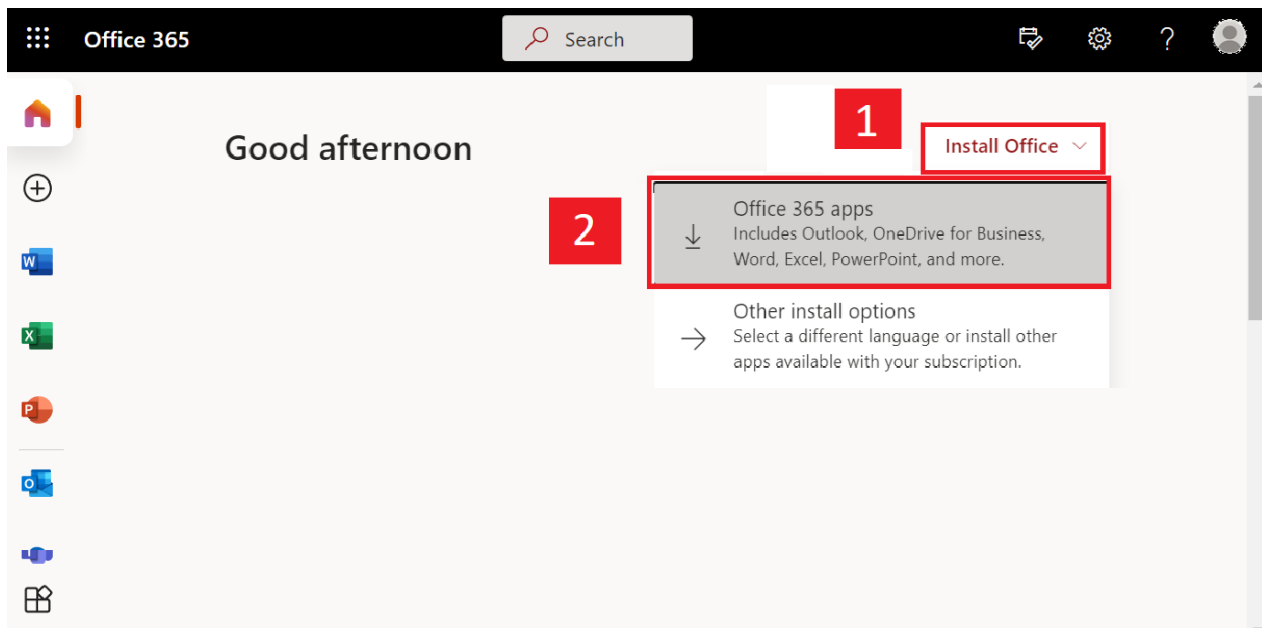 Office 365
Search
?
Good afternoon
1
Install Office
2
Office 365 apps
Includes Outlook, OneDrive for Business,
Word, Excel, PowerPoint, and more.
Other install options
Select a different language or install other
apps available with your subscription.
W
X
P
O